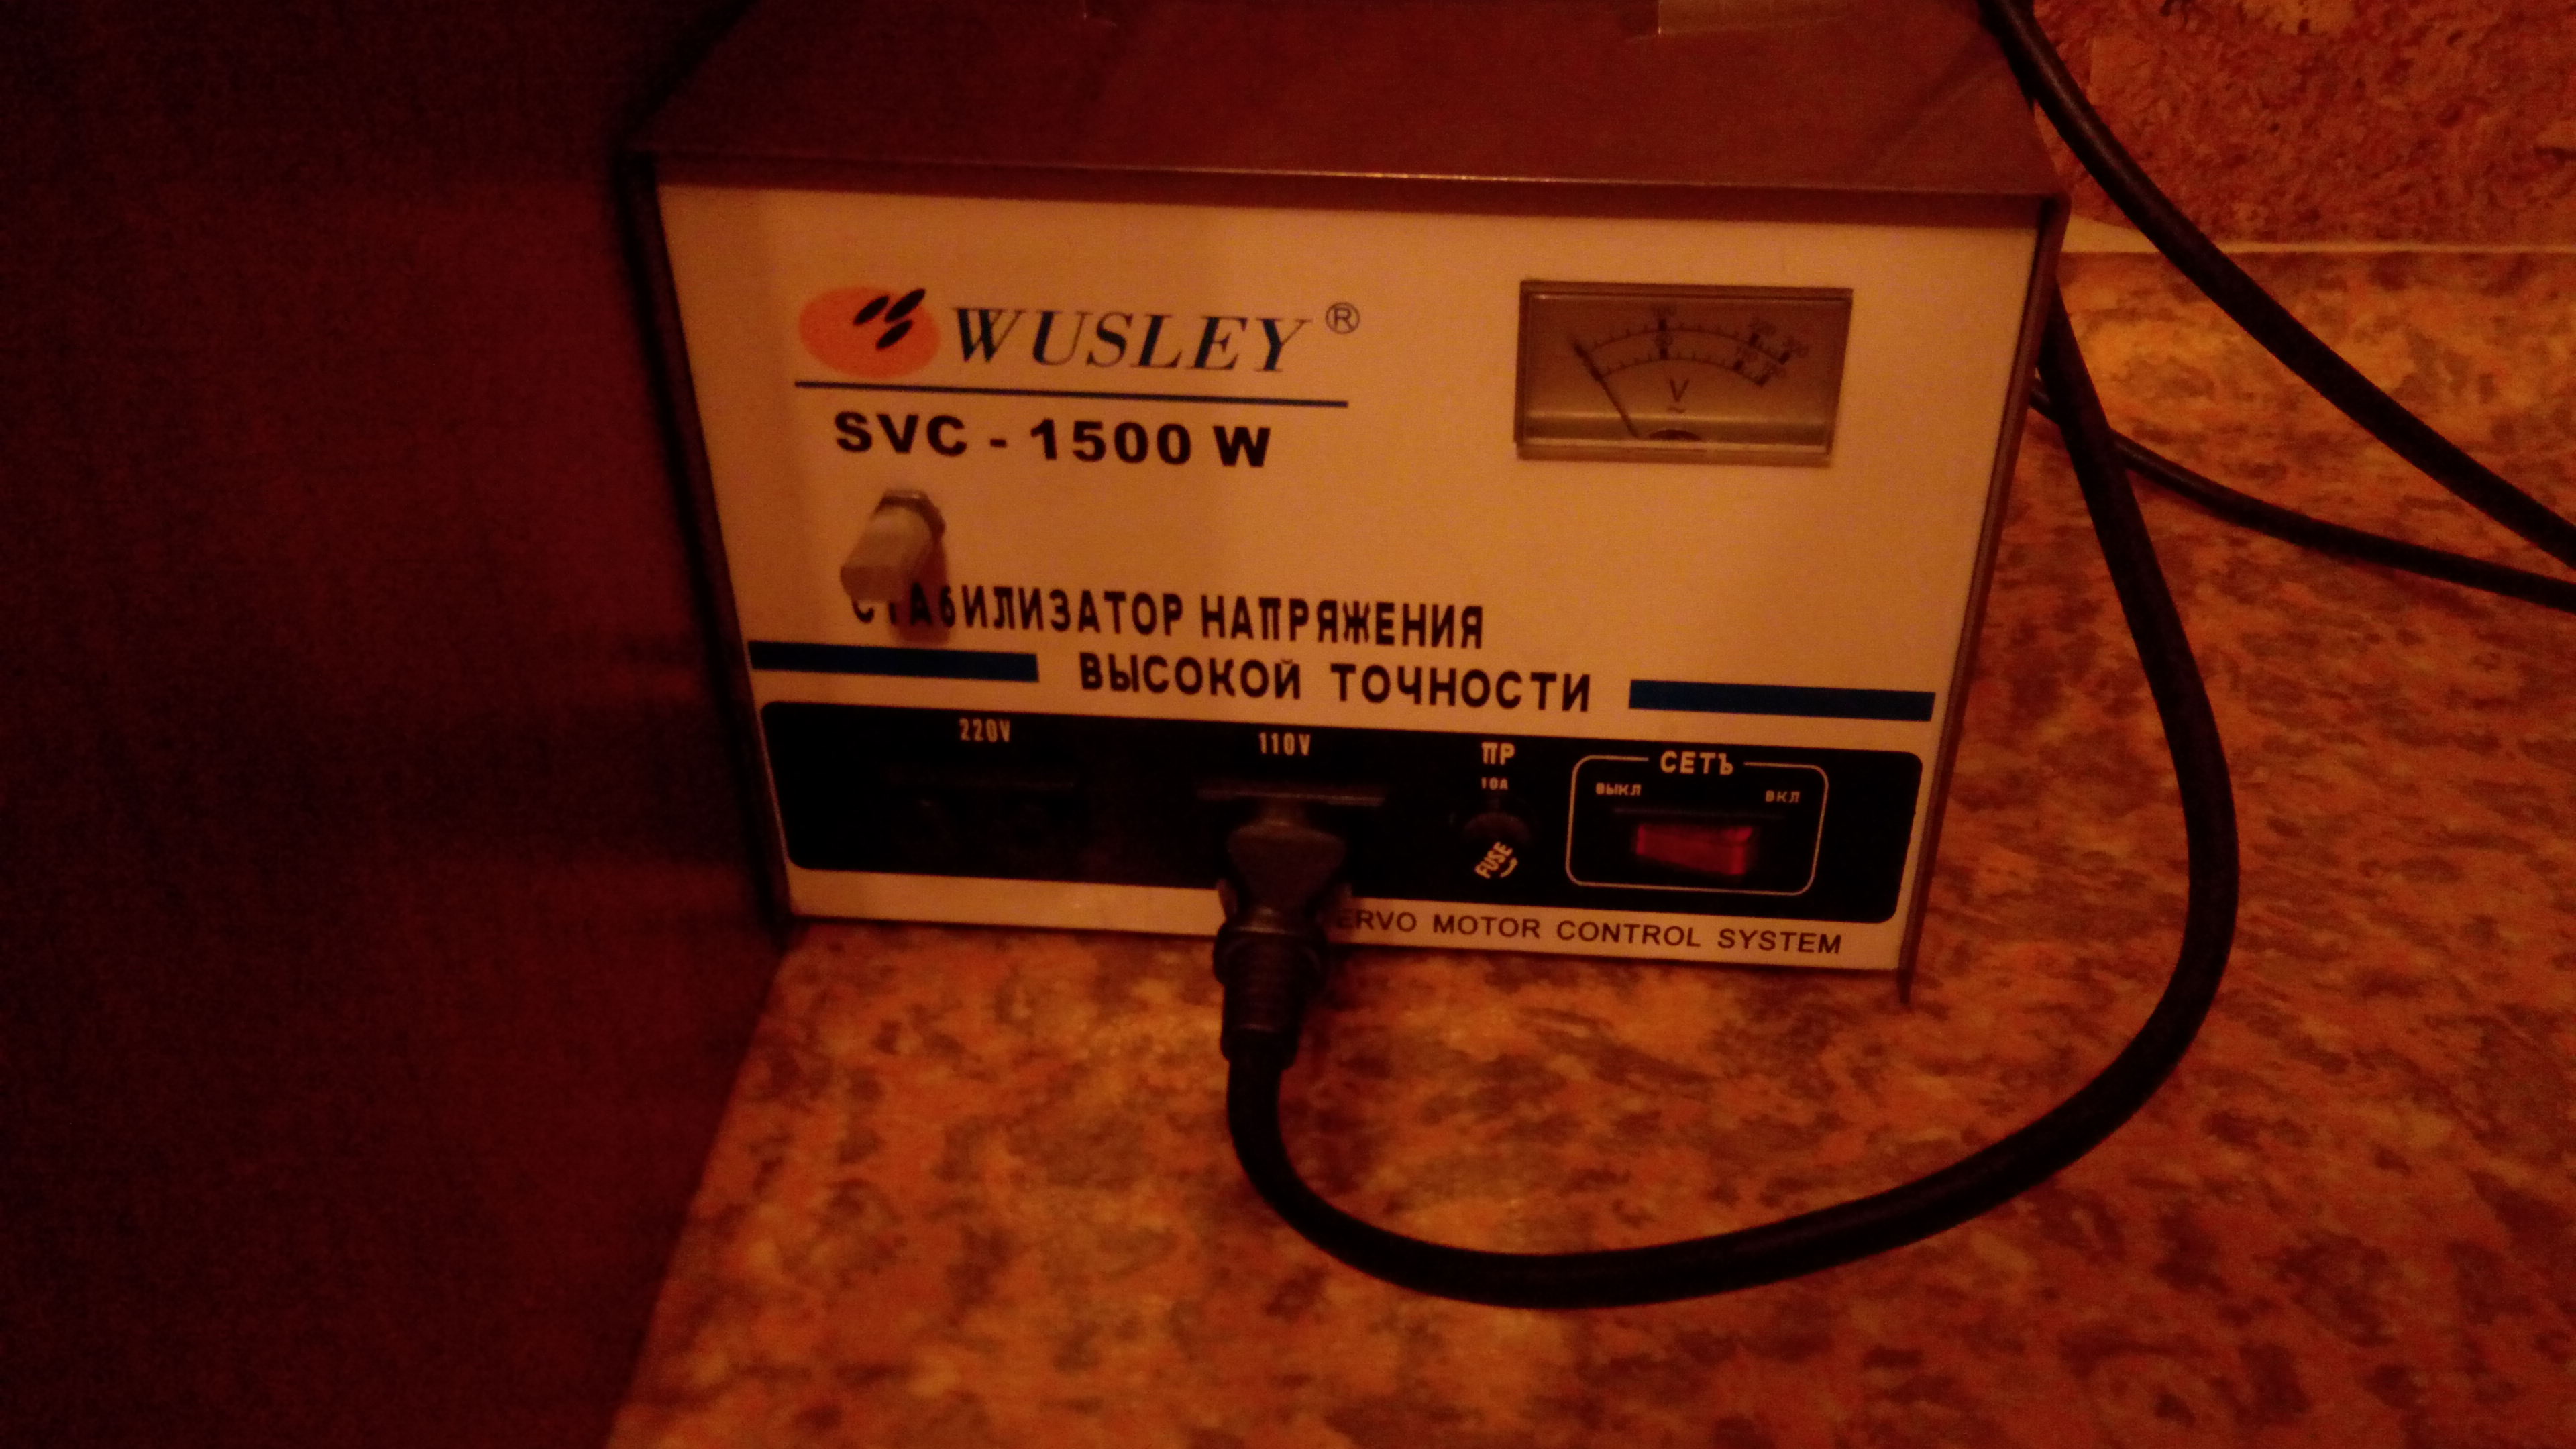 WUSLEY ®
SVC - 1500 W
V
СТАБИЛИЗАТОР НАПРЯЖЕНИЯ
ВЫСОКОЙ ТОЧНОСТИ
220V
110V
ПР
10A
FUSE
СЕТЪ
ВЫКЛ
ВКЛ
ERVO MOTOR CONTROL SYSTEM